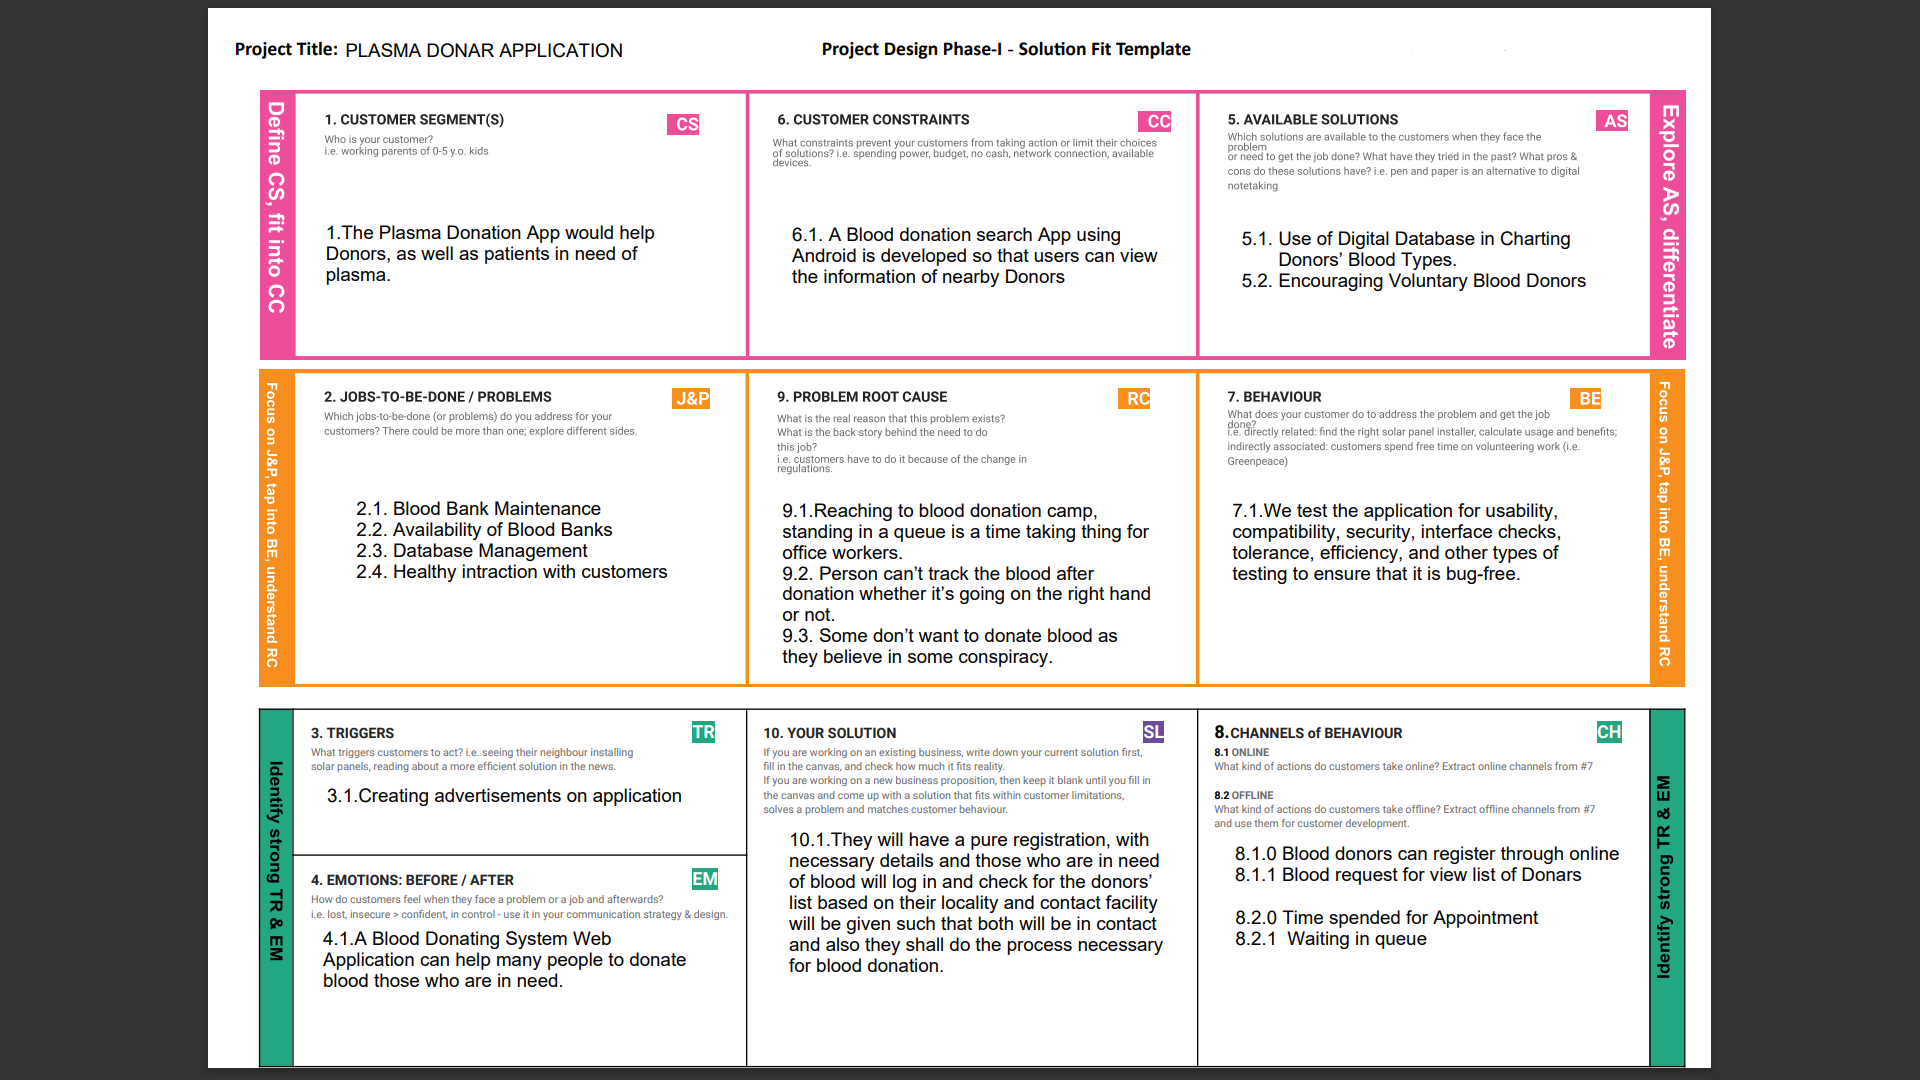 Project Title: PLASMA DONAR APPLICATION
Project Design Phase-I - Solution Fit Template
Define CS, fit into CC
1. CUSTOMER SEGMENT(S)
CS
Who is your customer?
i.e. working parents of 0-5 y.o. kids
1.The Plasma Donation App would help
Donors, as well as patients in need of
plasma.
6. CUSTOMER CONSTRAINTS
CC
What constraints prevent your customers from taking action or limit their choices
of solutions? i.e. spending power, budget, no cash, network connection, available
devices.
6.1. A Blood donation search App using
Android is developed so that users can view
the information of nearby Donors
5. AVAILABLE SOLUTIONS
AS
Which solutions are available to the customers when they face the
problem
or need to get the job done? What have they tried in the past? What pros &
cons do these solutions have? i.e. pen and paper is an alternative to digital
notetaking
5.1. Use of Digital Database in Charting
Donors’ Blood Types.
5.2. Encouraging Voluntary Blood Donors
Explore AS, differentiate
Focus on J&P, tap into BE, understand RC
2. JOBS-TO-BE-DONE / PROBLEMS
J&P
Which jobs-to-be-done (or problems) do you address for your
customers? There could be more than one; explore different sides.
2.1. Blood Bank Maintenance
2.2. Availability of Blood Banks
2.3. Database Management
2.4. Healthy intraction with customers
9. PROBLEM ROOT CAUSE
RC
What is the real reason that this problem exists?
What is the back story behind the need to do
this job?
i.e. customers have to do it because of the change in
regulations.
9.1.Reaching to blood donation camp,
standing in a queue is a time taking thing for
office workers.
9.2. Person can’t track the blood after
donation whether it’s going on the right hand
or not.
9.3. Some don’t want to donate blood as
they believe in some conspiracy.
7. BEHAVIOUR
BE
What does your customer do to address the problem and get the job
done?
i.e. directly related: find the right solar panel installer, calculate usage and benefits;
indirectly associated: customers spend free time on volunteering work (i.e.
Greenpeace)
7.1.We test the application for usability,
compatibility, security, interface checks,
tolerance, efficiency, and other types of
testing to ensure that it is bug-free.
Focus on J&P, tap into BE, understand RC
Identify strong TR & EM
3. TRIGGERS
TR
What triggers customers to act? i.e. seeing their neighbour installing
solar panels, reading about a more efficient solution in the news.
3.1.Creating advertisements on application
4. EMOTIONS: BEFORE / AFTER
EM
How do customers feel when they face a problem or a job and afterwards?
i.e. lost, insecure > confident, in control - use it in your communication strategy & design.
4.1.A Blood Donating System Web
Application can help many people to donate
blood those who are in need.
10. YOUR SOLUTION
SL
If you are working on an existing business, write down your current solution first,
fill in the canvas, and check how much it fits reality.
If you are working on a new business proposition, then keep it blank until you fill in
the canvas and come up with a solution that fits within customer limitations,
solves a problem and matches customer behaviour.
10.1.They will have a pure registration, with
necessary details and those who are in need
of blood will log in and check for the donors’
list based on their locality and contact facility
will be given such that both will be in contact
and also they shall do the process necessary
for blood donation.
8.CHANNELS of BEHAVIOUR
CH
8.1 ONLINE
What kind of actions do customers take online? Extract online channels from #7
8.2 OFFLINE
What kind of actions do customers take offline? Extract offline channels from #7
and use them for customer development.
8.1.0 Blood donors can register through online
8.1.1 Blood request for view list of Donars
8.2.0 Time spended for Appointment
8.2.1 Waiting in queue
Identify strong TR & EM